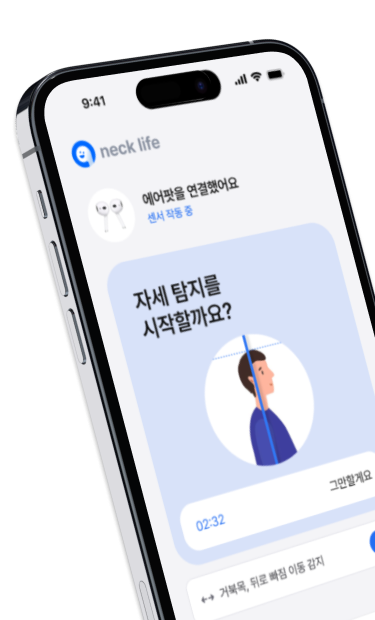 9:41
neck life
에어팟을 연결했어요
센서 작동 중
자세 탐지를
시작할까요?
02:32
그만할게요
거북목, 뒤로 빠짐 이동 감지